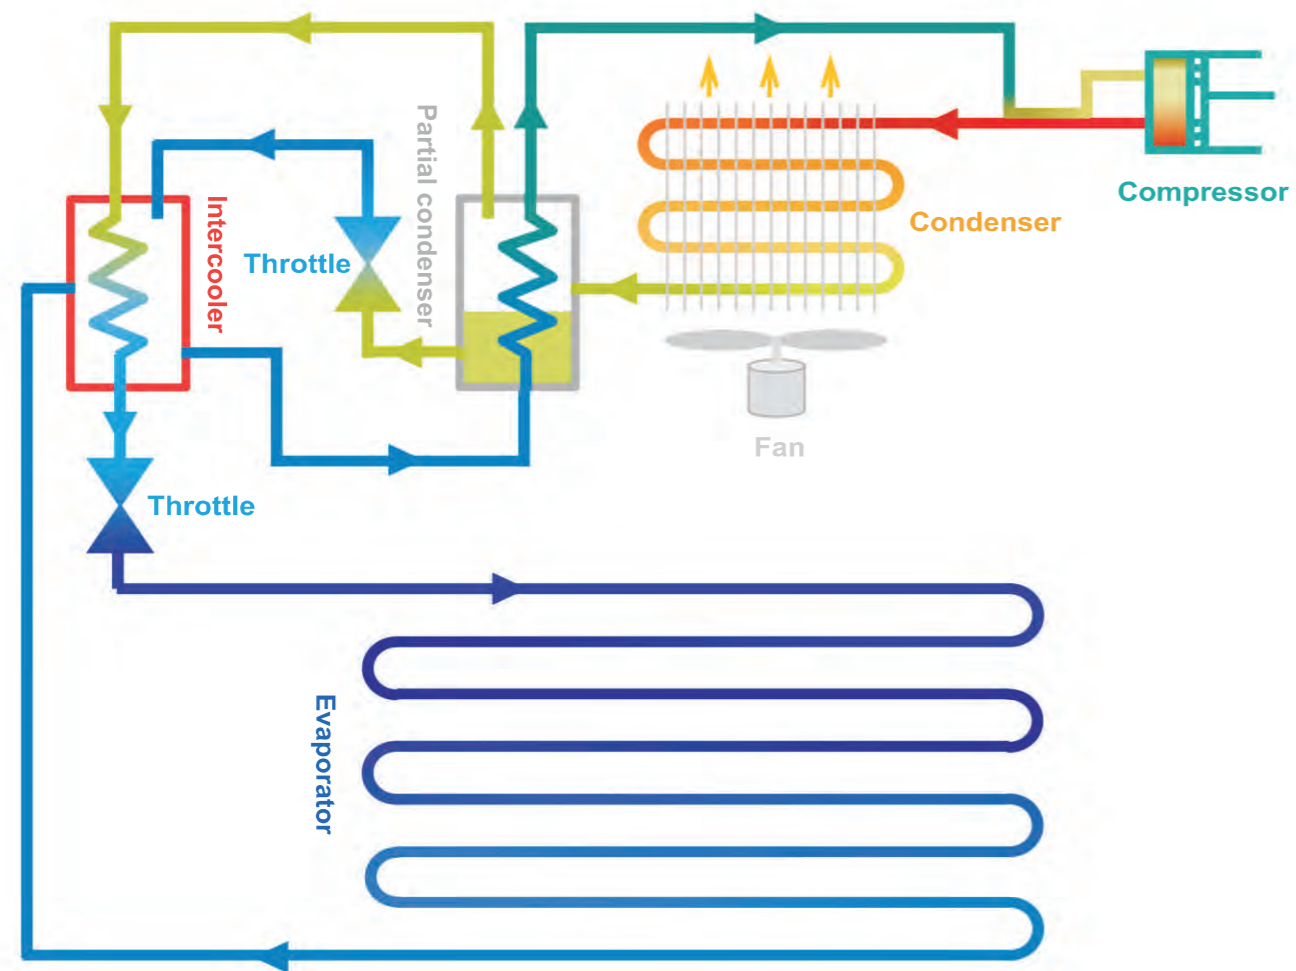 Partial condenser
Compressor
Intercooler
Condenser
Throttle
Fan
Throttle
Evaporator